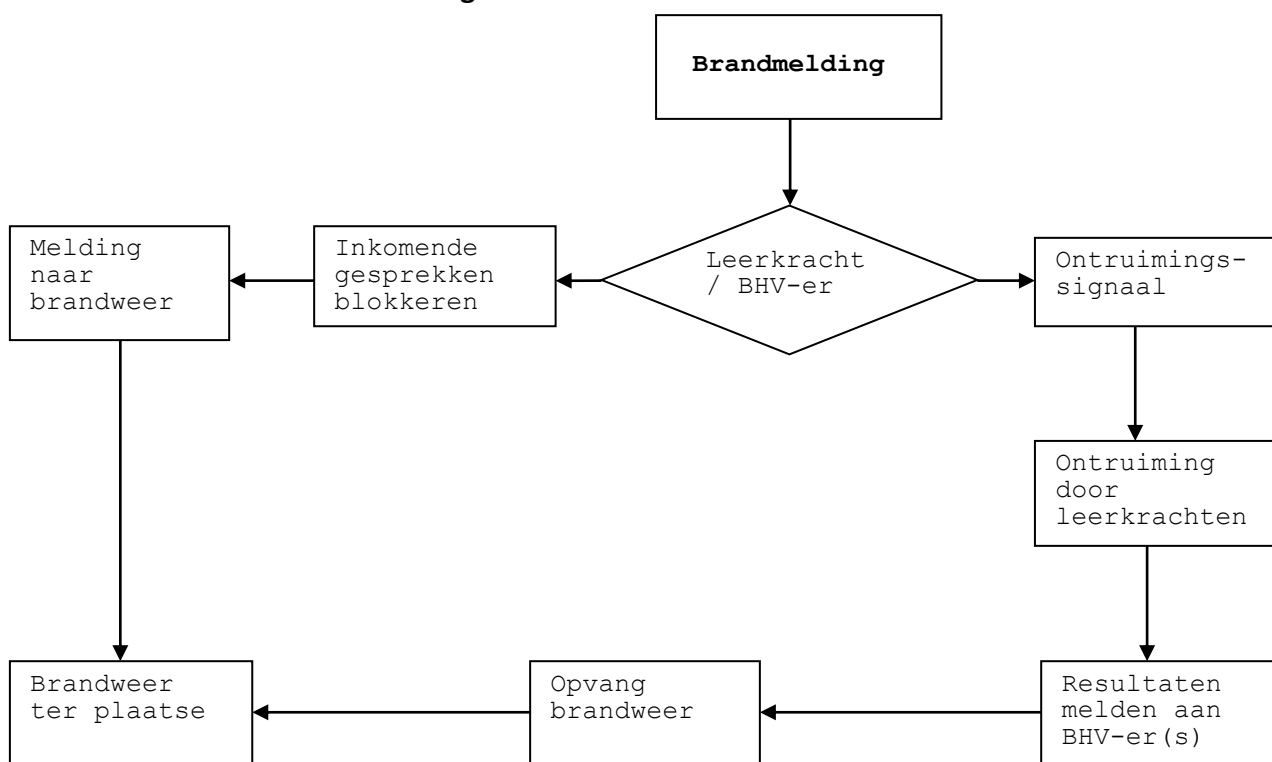 Brandmelding
Melding
naar
brandweer
Inkomende
gesprekken
blokkeren
Leerkracht
/ BHV-er
Ontruimings-
signaal
Ontruiming
door
leerkrachten
Brandweer
ter plaatse
Opvang
brandweer
Resultaten
melden aan
BHV-er(s)